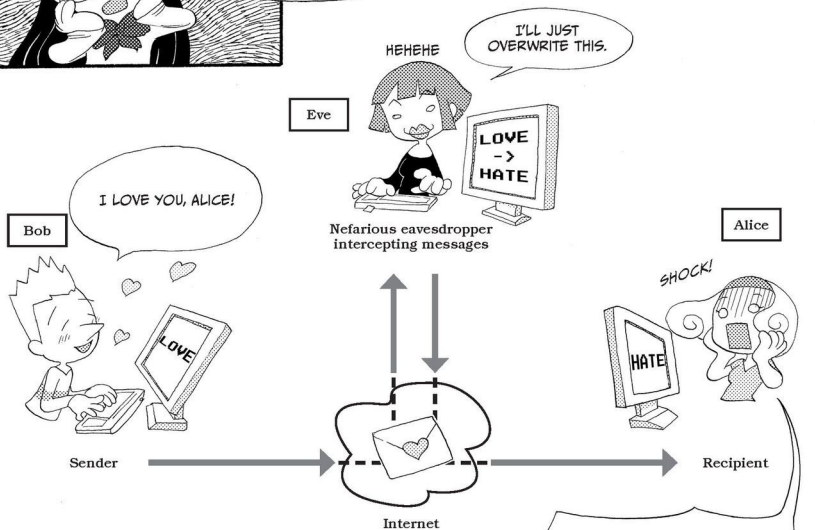 HEHEHE
I'LL JUST
OVERWRITE THIS.
Eve
LOVE
->
HATE
Nefarious eavesdropper
intercepting messages
I LOVE YOU, ALICE!
Bob
LOVE
Alice
SHOCK!
HATE
Sender
Recipient
Internet